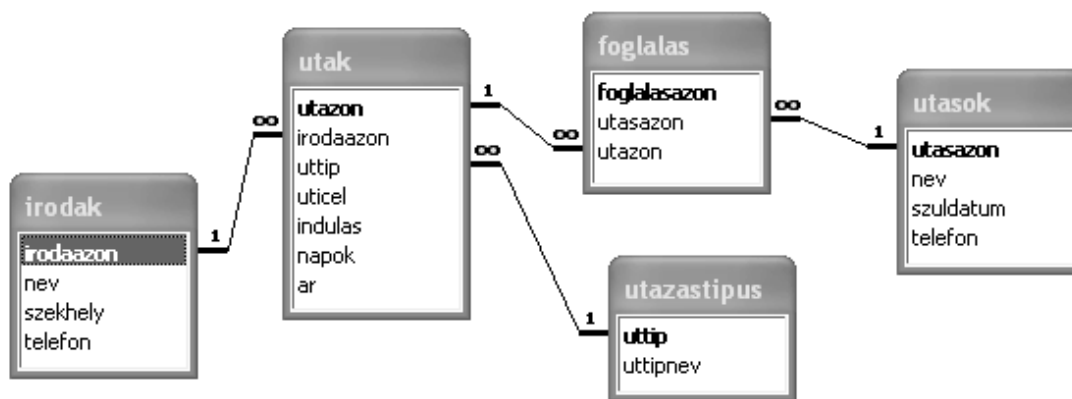 irodak
irodaazon
nev
szekhely
telefon
1
∞
utak
utazon
irodaazon
uttip
uticel
indulas
napok
ar
1
∞
∞
1
foglalas
foglalasazon
utasazon
utazon
∞
1
utazastipus
uttip
uttipnev
utasok
utasazon
nev
szuldatum
telefon